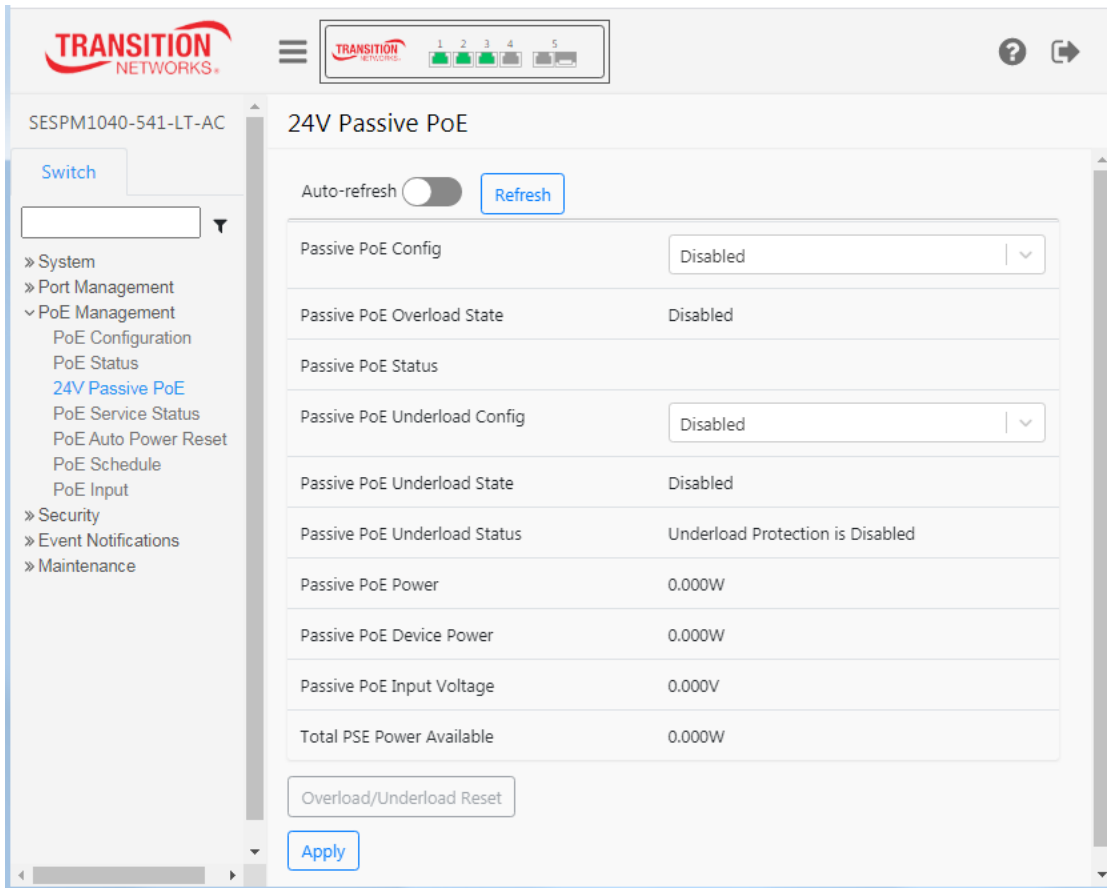 TRANSITION
NETWORKS®
TRANSITION
NETWORKS®
1 2 3 4 5
SESPM1040-541-LT-AC
Switch
» System
» Port Management
PoE Management
PoE Configuration
PoE Status
24V Passive PoE
PoE Service Status
PoE Auto Power Reset
PoE Schedule
PoE Input
» Security
» Event Notifications
» Maintenance
24V Passive PoE
Auto-refresh Refresh
Passive PoE Config Disabled
Passive PoE Overload State Disabled
Passive PoE Status
Passive PoE Underload Config Disabled
Passive PoE Underload State Disabled
Passive PoE Underload Status Underload Protection is Disabled
Passive PoE Power 0.000W
Passive PoE Device Power 0.000W
Passive PoE Input Voltage 0.000V
Total PSE Power Available 0.000W
Overload/Underload Reset
Apply